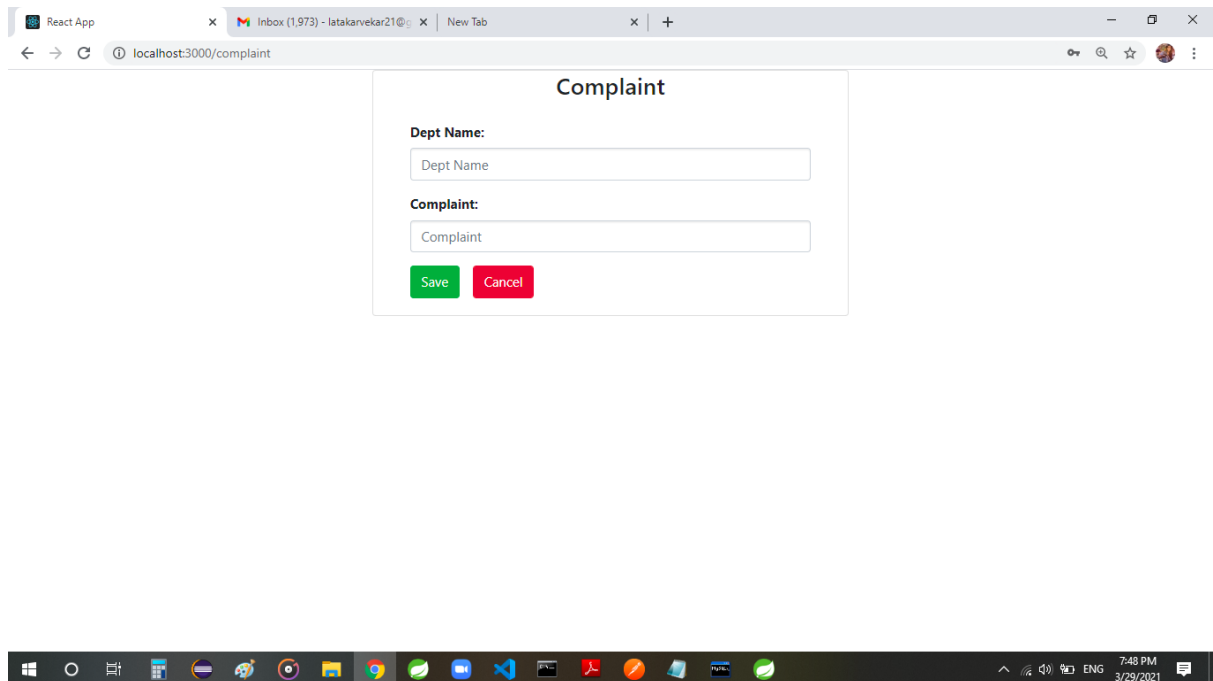 React App
Inbox (1,973) - latakarvekar21@g
New Tab
localhost:3000/complaint
Complaint
Dept Name:
Dept Name
Complaint:
Complaint
Save
Cancel
ENG
7:48 PM
3/29/2021